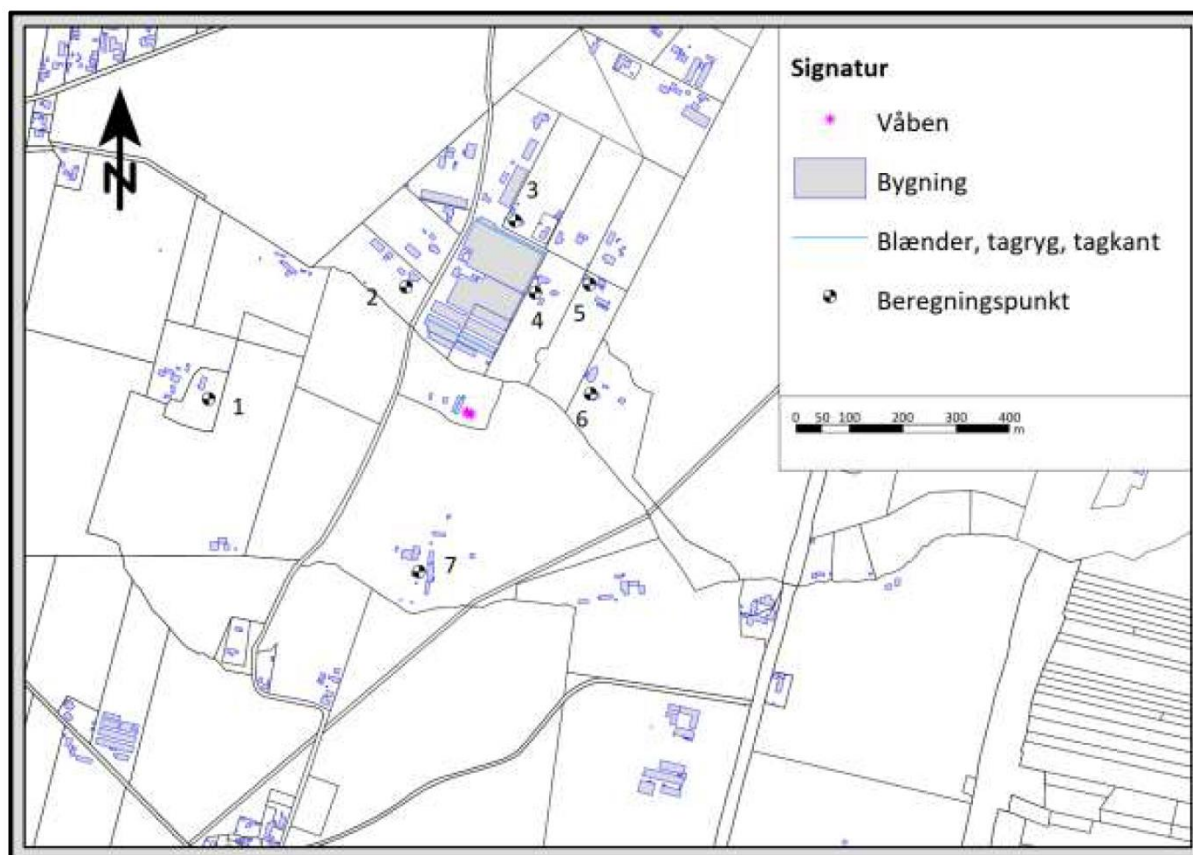 Signatur
Våben
Bygning
Blænder, tagryg, tagkant
Beregningspunkt
0 50 100 200 300 400
m
N
3
2
4
5
1
6
7